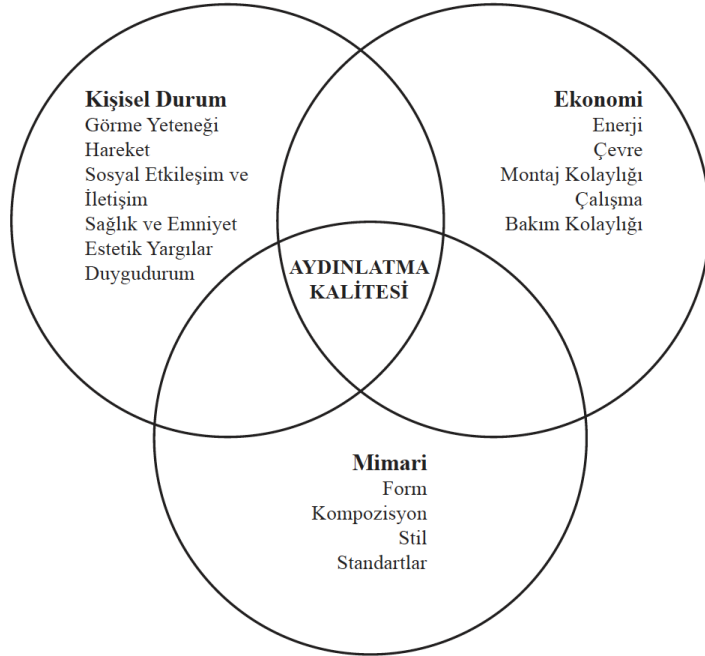 Kişisel Durum
Görme Yeteneği
Hareket
Sosyal Etkileşim ve
İletişim
Sağlık ve Emniyet
Estetik Yargılar
Duygudurum
Ekonomi
Enerji
Çevre
Montaj Kolaylığı
Çalışma
Bakım Kolaylığı
AYDINLATMA
KALİTESİ
Mimari
Form
Kompozisyon
Stil
Standartlar